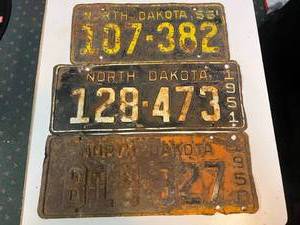 NORTH DAKOTA 53
107-382
NORTH DAKOTA 1951
128-473
NORTH DAKOTA 1950
327